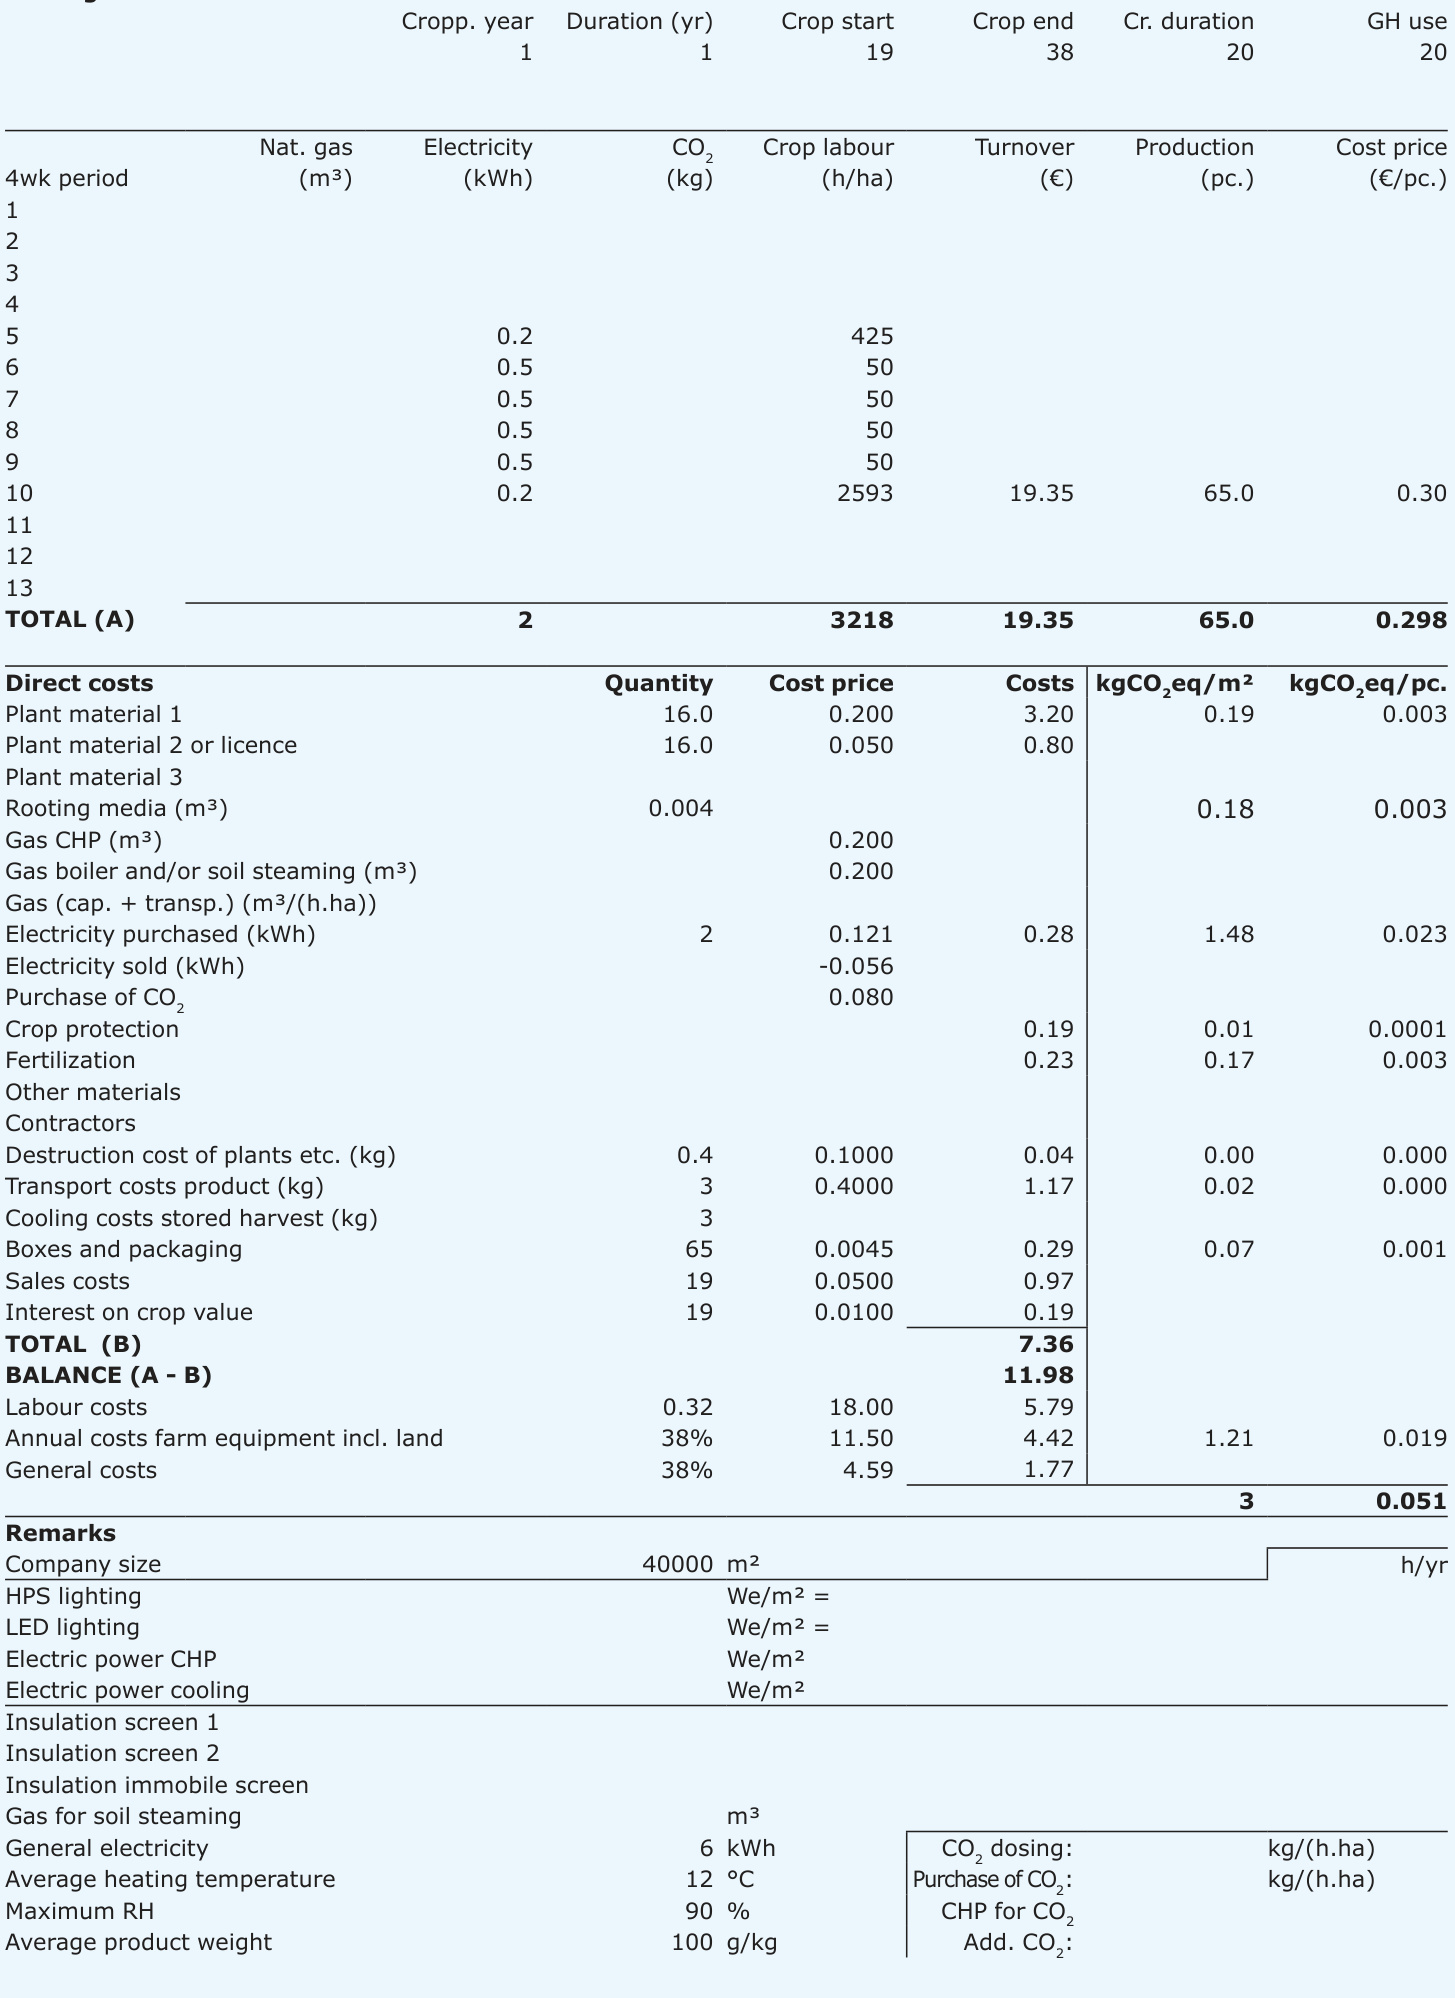 Cropp. year Duration (yr) Crop start Crop end Cr. duration GH use
1 1 19 38 20 20
Nat. gas Electricity CO₂ Crop labour Turnover Production Cost price
4wk period (m³) (kWh) (kg) (h/ha) (€) (pc.) (€/pc.)
1
2
3
4
5 0.2 425
6 0.5 50
7 0.5 50
8 0.5 50
9 0.5 50
10 0.2 2593 19.35 65.0 0.30
11
12
13
TOTAL (A) 2 3218 19.35 65.0 0.298
Direct costs Quantity Cost price Costs kgCO₂eq/m² kgCO₂eq/pc.
Plant material 1 16.0 0.200 3.20 0.19 0.003
Plant material 2 or licence 16.0 0.050 0.80
Plant material 3
Rooting media (m³) 0.004 0.18 0.003
Gas CHP (m³) 0.200
Gas boiler and/or soil steaming (m³) 0.200
Gas (cap. + transp.) (m³/(h.ha))
Electricity purchased (kWh) 2 0.121 0.28 1.48 0.023
Electricity sold (kWh) -0.056
Purchase of CO₂ 0.080
Crop protection 0.19 0.01 0.0001
Fertilization 0.23 0.17 0.003
Other materials
Contractors
Destruction cost of plants etc. (kg) 0.4 0.1000 0.04 0.00 0.000
Transport costs product (kg) 3 0.4000 1.17 0.02 0.000
Cooling costs stored harvest (kg) 3
Boxes and packaging 65 0.0045 0.29 0.07 0.001
Sales costs 19 0.0500 0.97
Interest on crop value 19 0.0100 0.19
TOTAL (B) 7.36
BALANCE (A - B) 11.98
Labour costs 0.32 18.00 5.79
Annual costs farm equipment incl. land 38% 11.50 4.42 1.21 0.019
General costs 38% 4.59 1.77
3 0.051
Remarks
Company size 40000 m² h/yr
HPS lighting We/m² =
LED lighting We/m² =
Electric power CHP We/m²
Electric power cooling We/m²
Insulation screen 1
Insulation screen 2
Insulation immobile screen
Gas for soil steaming m³
General electricity 6 kWh CO₂ dosing: kg/(h.ha)
Average heating temperature 12 °C Purchase of CO₂: kg/(h.ha)
Maximum RH 90 % CHP for CO₂
Average product weight 100 g/kg Add. CO₂: